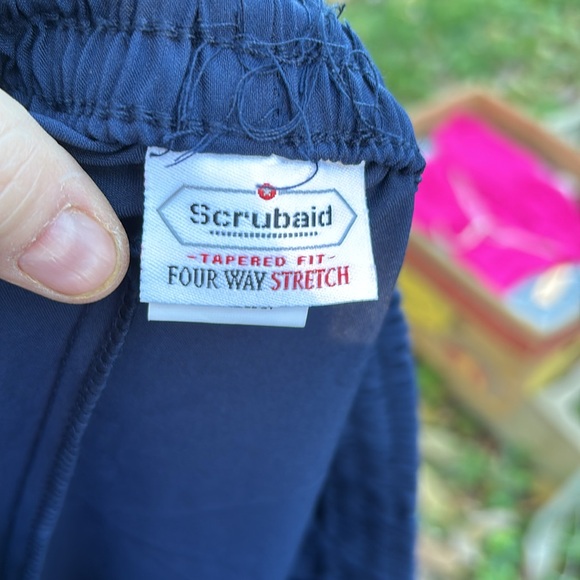 Scrubaid
-TAPERED FIT-
FOUR WAY STRETCH